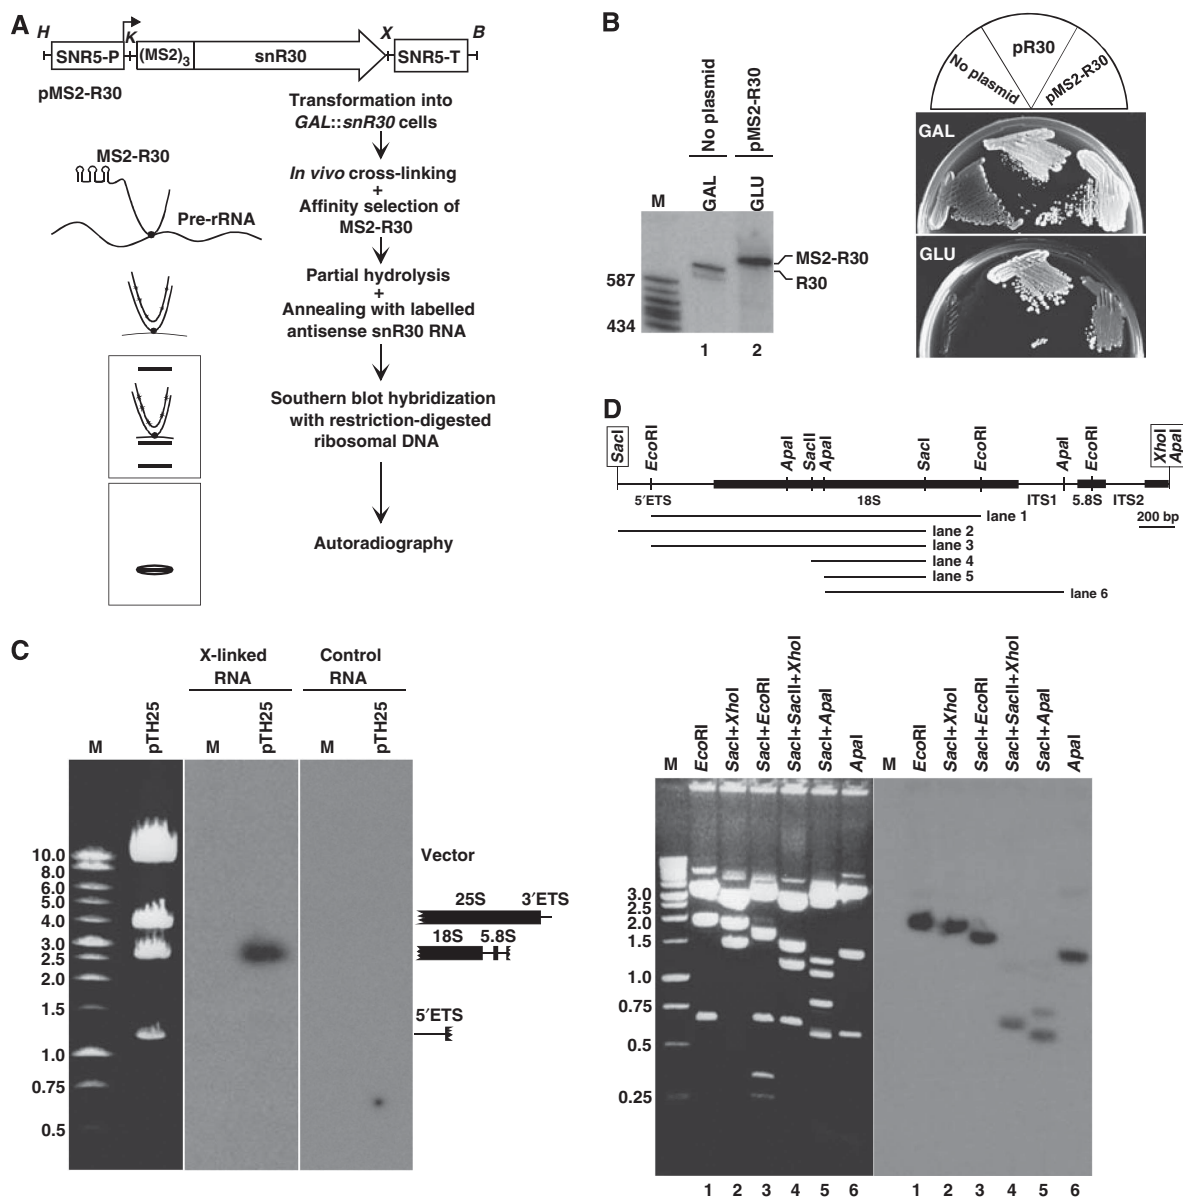 A
H
K
X
B
SNR5-P
(MS2)3
snR30
SNR5-T
pMS2-R30
Transformation into
GAL::snR30 cells
In vivo cross-linking
+
Affinity selection of
MS2-R30
Partial hydrolysis
+
Annealing with labelled
antisense snR30 RNA
Southern blot hybridization
with restriction-digested
ribosomal DNA
Autoradiography
MS2-R30
Pre-rRNA
B
No plasmid
pMS2-R30
M
GAL
GLU
587
434
MS2-R30
R30
1
2
No plasmid
pR30
pMS2-R30
GAL
GLU
C
X-linked
RNA
Control
RNA
M
pTH25
M
pTH25
M
pTH25
10.0
8.0
6.0
5.0
4.0
3.0
2.5
2.0
1.5
1.0
0.75
0.5
Vector
25S
3′ETS
18S
5.8S
5′ETS
D
SacI
EcoRI
ApaI
SacII
ApaI
SacI
EcoRI
ApaI
EcoRI
XhoI
ApaI
5′ETS
18S
ITS1
5.8S
ITS2
200 bp
lane 1
lane 2
lane 3
lane 4
lane 5
lane 6
M
EcoRI
SacI+XhoI
SacI+EcoRI
SacI+SacII+XhoI
SacI+ApaI
ApaI
M
EcoRI
SacI+XhoI
SacI+EcoRI
SacI+SacII+XhoI
SacI+ApaI
ApaI
3.0
2.5
2.0
1.5
1.0
0.75
0.5
0.25
1 2 3 4 5 6
1 2 3 4 5 6